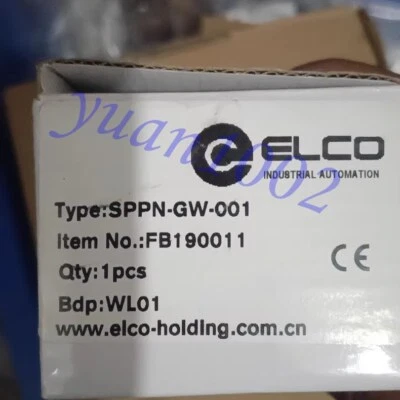 yuan1002
ELCO
INDUSTRIAL AUTOMATION
Type:SPPN-GW-001
Item No.:FB190011
Qty:1pcs
CE
Bdp:WL01
www.elco-holding.com.cn